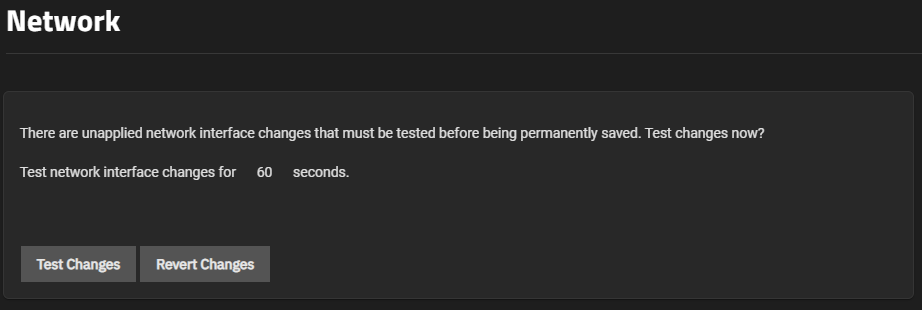 Network
There are unapplied network interface changes that must be tested before being permanently saved. Test changes now?
Test network interface changes for 60 seconds.
Test Changes Revert Changes